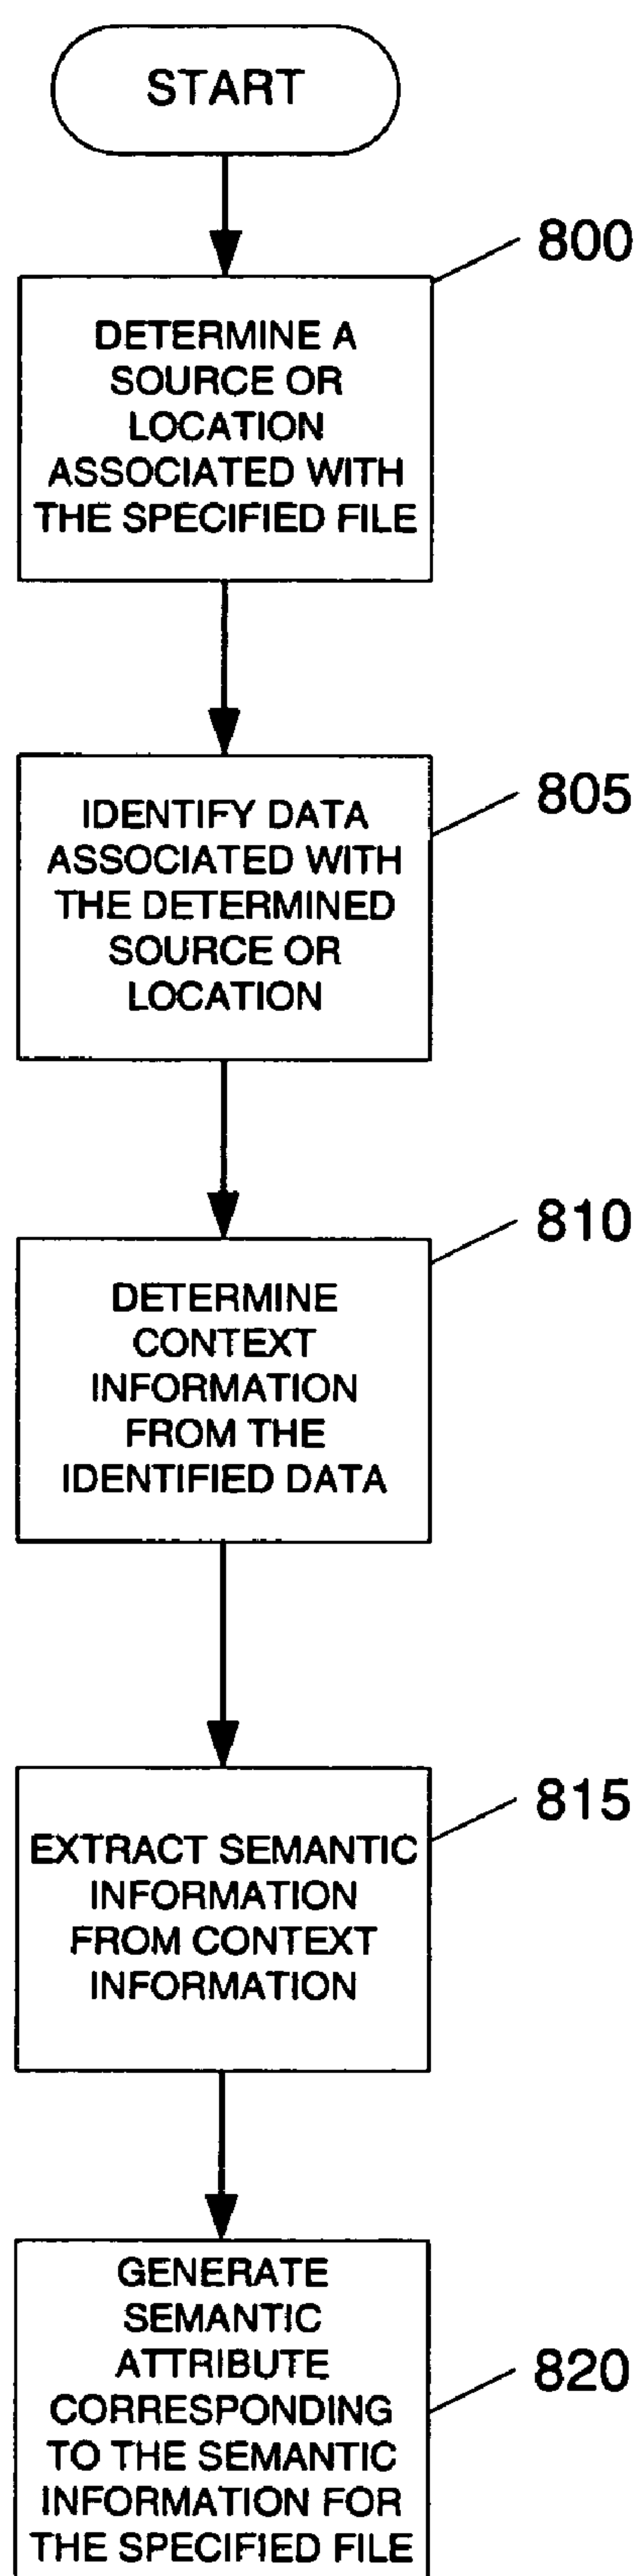 START
800
DETERMINE A
SOURCE OR
LOCATION
ASSOCIATED WITH
THE SPECIFIED FILE
805
IDENTIFY DATA
ASSOCIATED WITH
THE DETERMINED
SOURCE OR
LOCATION
810
DETERMINE
CONTEXT
INFORMATION
FROM THE
IDENTIFIED DATA
815
EXTRACT SEMANTIC
INFORMATION
FROM CONTEXT
INFORMATION
820
GENERATE
SEMANTIC
ATTRIBUTE
CORRESPONDING
TO THE SEMANTIC
INFORMATION FOR
THE SPECIFIED FILE